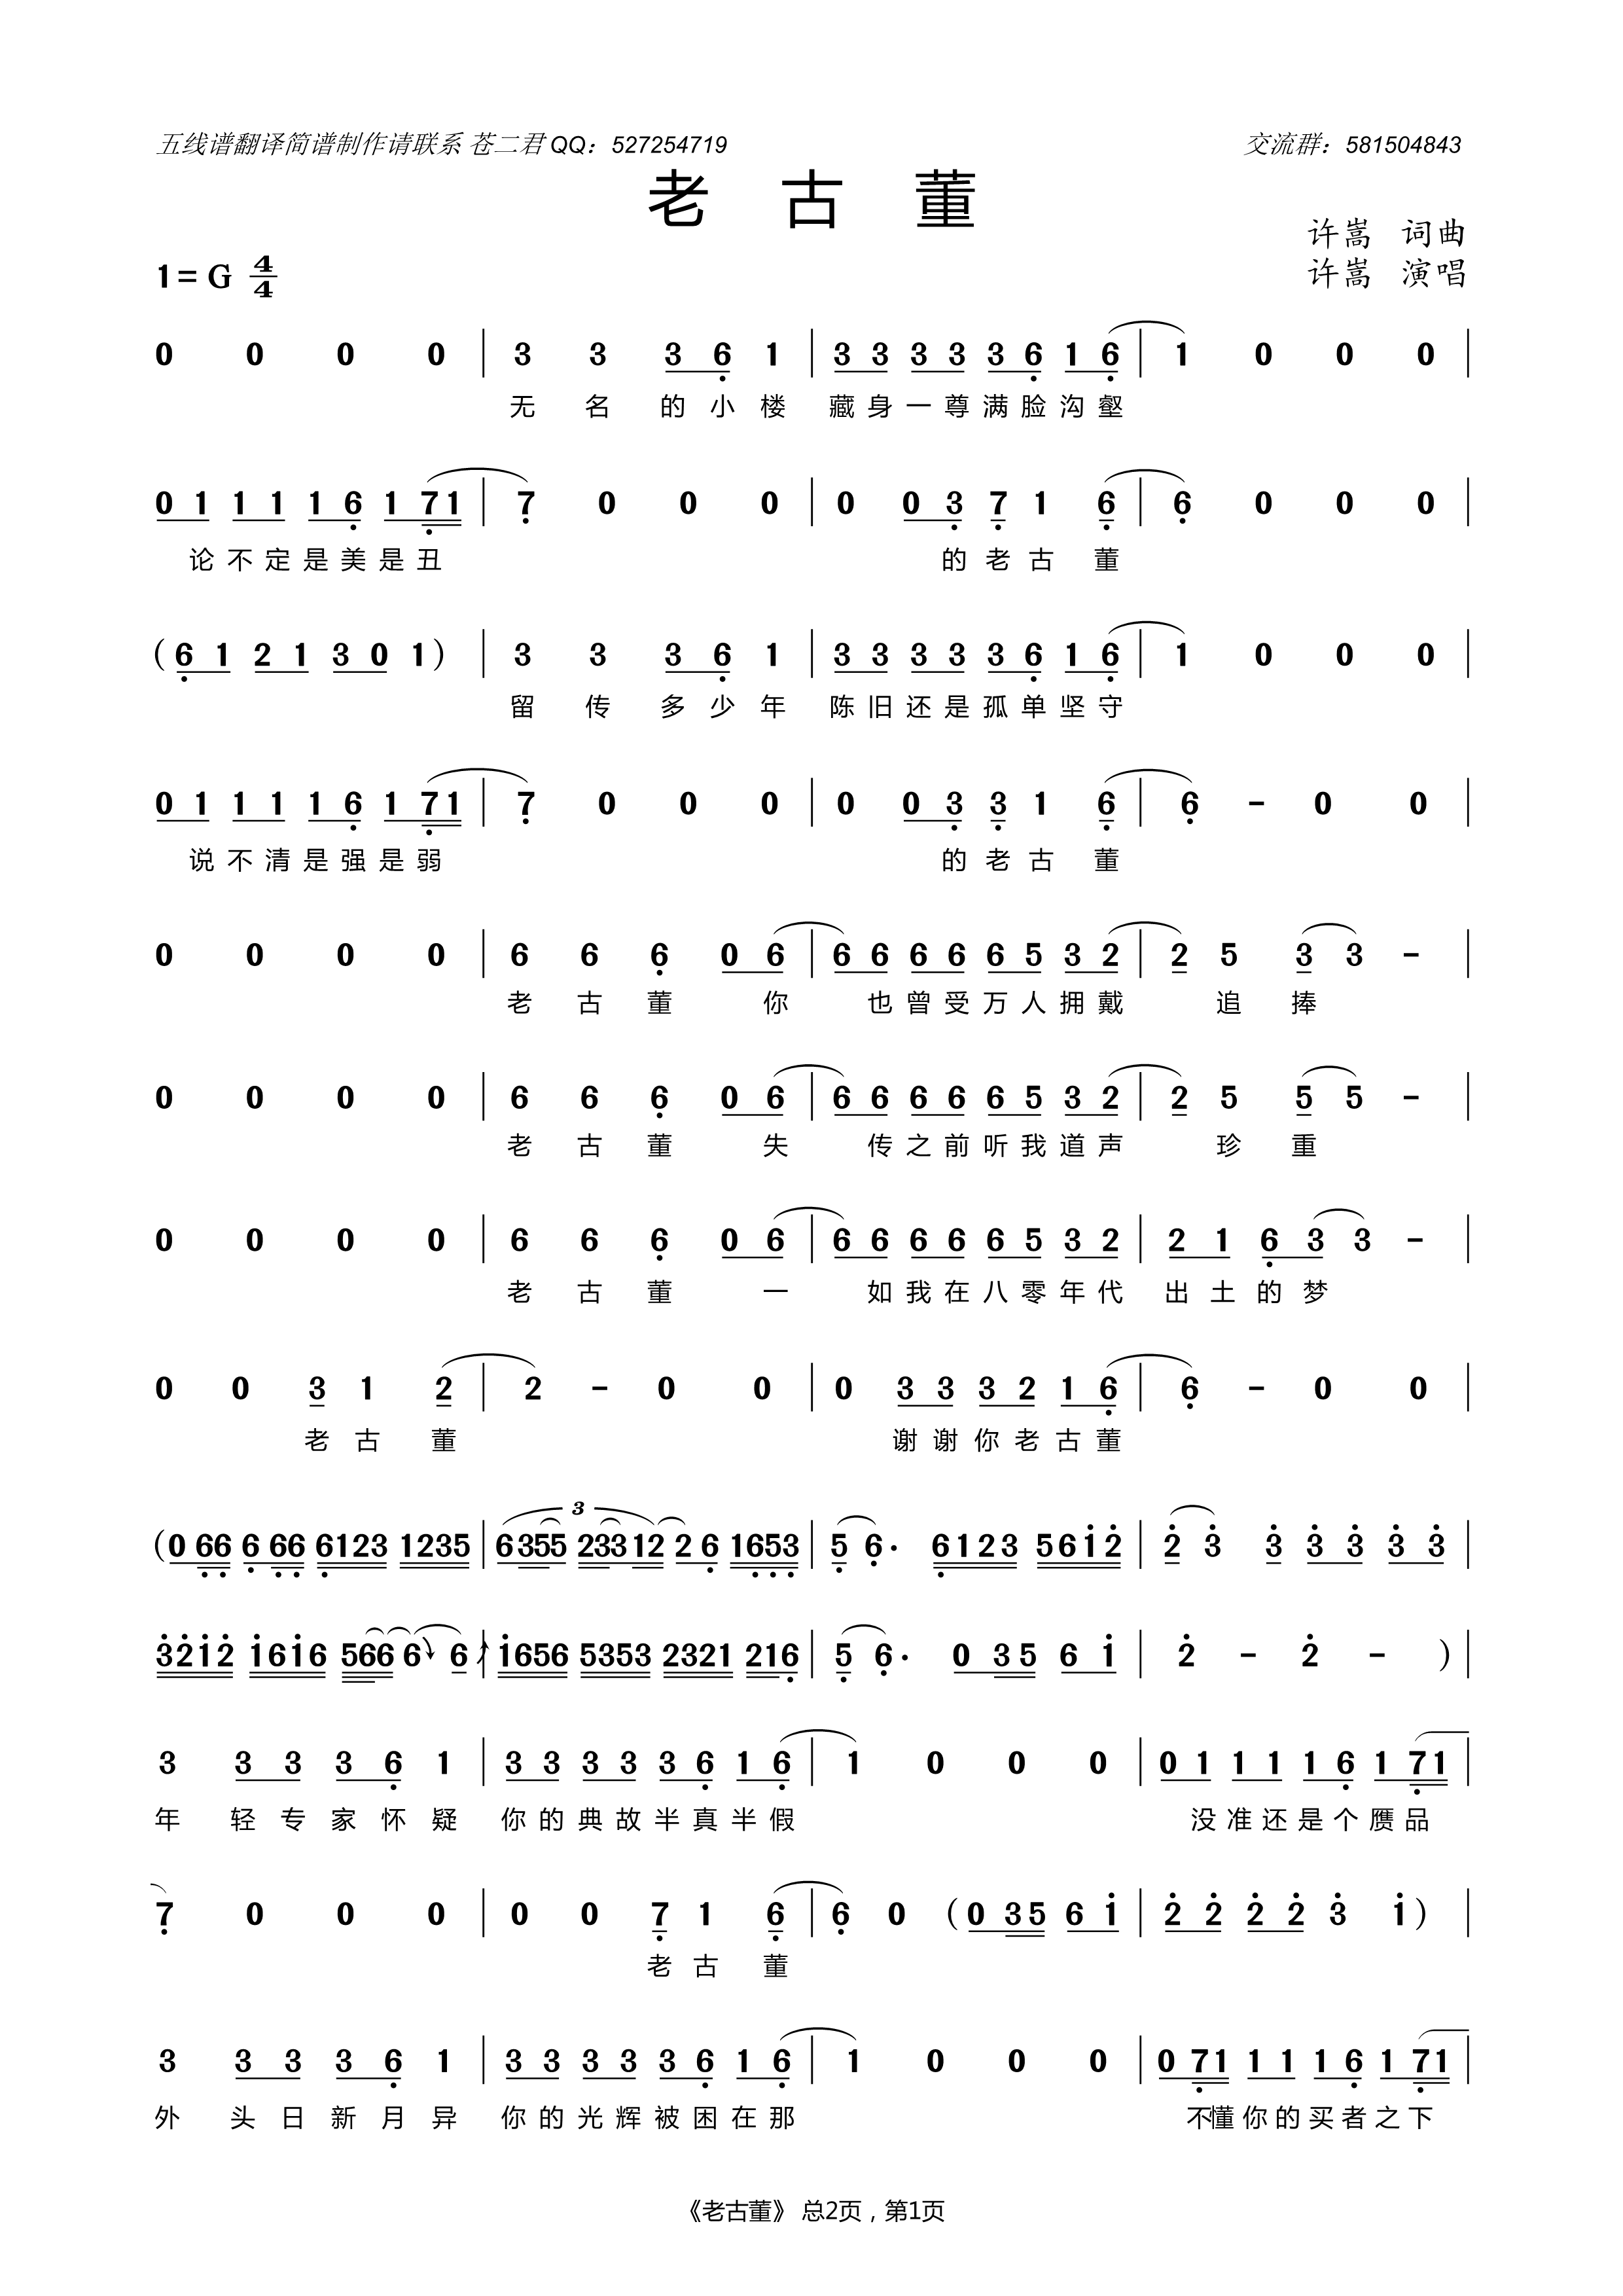 五线谱翻译简谱制作请联系 苍二君QQ：527254719 交流群：581504843
老 古 董
许嵩 词曲
1=G 4/4 许嵩 演唱
0 0 0 0 | 3 3 3 6 1 | 3 3 3 3 3 6 1 6 | 1 0 0 0 |
无 名 的 小 楼 藏 身 一 尊 满 脸 沟 壑
0 1 1 1 1 6 1 7 1 | 7 0 0 0 | 0 0 3 7 1 6 | 6 0 0 0 |
论 不 定 是 美 是 丑 的 老 古 董
( 6 1 2 1 3 0 1 ) | 3 3 3 6 1 | 3 3 3 3 3 6 1 6 | 1 0 0 0 |
留 传 多 少 年 陈 旧 还 是 孤 单 坚 守
0 1 1 1 1 6 1 7 1 | 7 0 0 0 | 0 0 3 3 1 6 | 6 - 0 0 |
说 不 清 是 强 是 弱 的 老 古 董
0 0 0 0 | 6 6 6 0 6 | 6 6 6 6 6 5 3 2 | 2 5 3 3 - |
老 古 董 你 也 曾 受 万 人 拥 戴 追 捧
0 0 0 0 | 6 6 6 0 6 | 6 6 6 6 6 5 3 2 | 2 5 5 5 - |
老 古 董 失 传 之 前 听 我 道 声 珍 重
0 0 0 0 | 6 6 6 0 6 | 6 6 6 6 6 5 3 2 | 2 1 6 3 3 - |
老 古 董 一 如 我 在 八 零 年 代 出 土 的 梦
0 0 3 1 2 | 2 - 0 0 | 0 3 3 3 2 1 6 | 6 - 0 0 |
老 古 董 谢 谢 你 老 古 董
3
( 0 66 6 66 6123 1235 | 6355 23312 2 6 1653 | 5 6 · 6123 5612 | 2 3 3 3 3 3 3 |
3212 1616 566 6 6 | 1656 5353 2321 216 | 5 6 · 0 35 6 1 | 2 - 2 - ) |
3 3 3 3 6 1 | 3 3 3 3 3 6 1 6 | 1 0 0 0 | 0 1 1 1 1 6 1 7 1 |
年 轻 专 家 怀 疑 你 的 典 故 半 真 半 假 没 准 还 是 个 赝 品
7 0 0 0 | 0 0 7 1 6 | 6 0 ( 0 35 6 1 | 2 2 2 2 3 1 ) |
老 古 董
3 3 3 3 6 1 | 3 3 3 3 3 6 1 6 | 1 0 0 0 | 0 71 1 1 1 6 1 71 |
外 头 日 新 月 异 你 的 光 辉 被 困 在 那 不懂 你 的 买 者 之 下
《老古董》 总2页，第1页